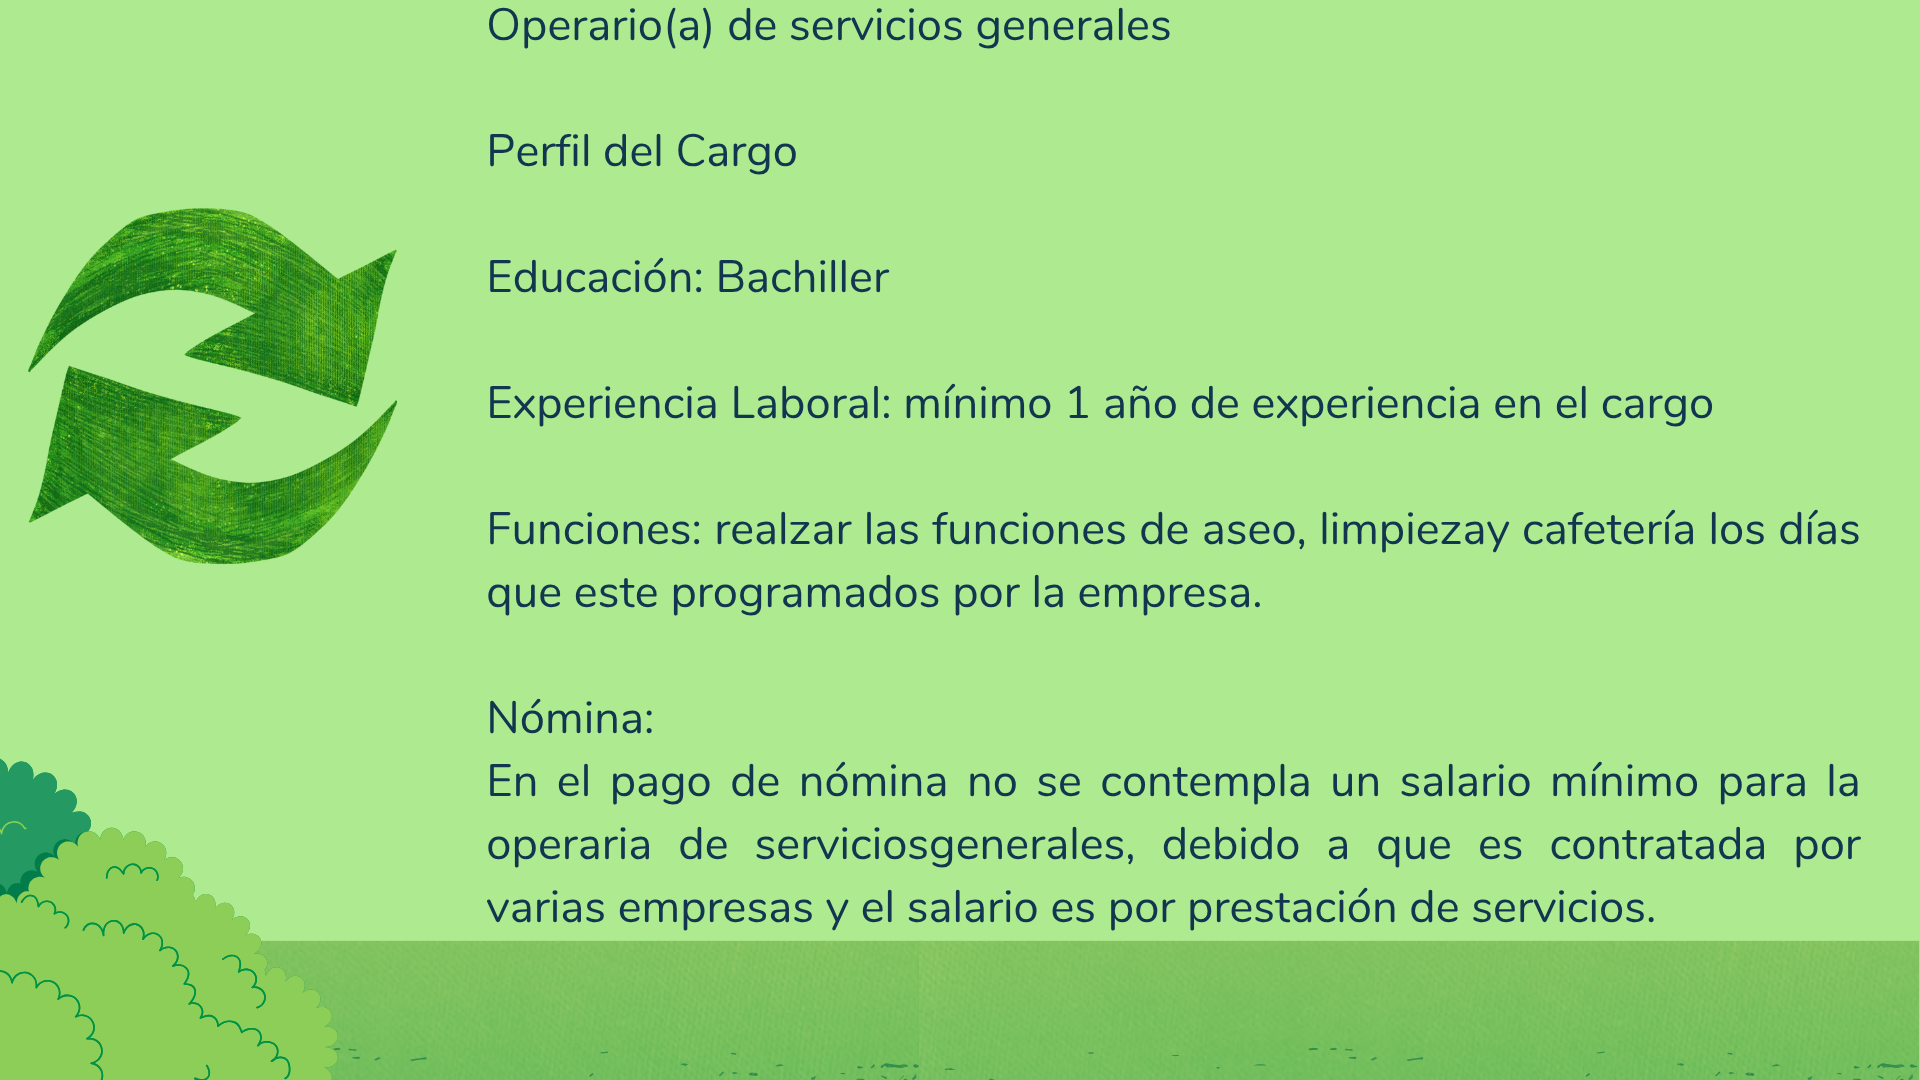 Operario(a) de servicios generales
Perfil del Cargo
Educación: Bachiller
Experiencia Laboral: mínimo 1 año de experiencia en el cargo
Funciones: realzar las funciones de aseo, limpiezay cafetería los días
que este programados por la empresa.
Nómina:
En el pago de nómina no se contempla un salario mínimo para la
operaria de serviciosgenerales, debido a que es contratada por
varias empresas y el salario es por prestación de servicios.